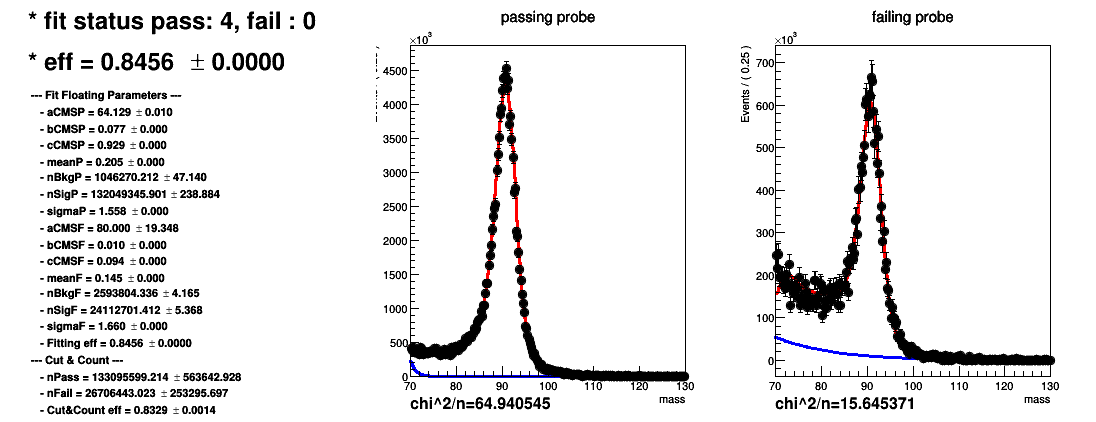 * fit status pass: 4, fail : 0
* eff = 0.8456 ± 0.0000
--- Fit Floating Parameters ---
- aCMSP = 64.129 ± 0.010
- bCMSP = 0.077 ± 0.000
- cCMSP = 0.929 ± 0.000
- meanP = 0.205 ± 0.000
- nBkgP = 1046270.212 ± 47.140
- nSigP = 132049345.901 ± 238.884
- sigmaP = 1.558 ± 0.000
- aCMSF = 80.000 ± 19.348
- bCMSF = 0.010 ± 0.000
- cCMSF = 0.094 ± 0.000
- meanF = 0.145 ± 0.000
- nBkgF = 2593804.336 ± 4.165
- nSigF = 24112701.412 ± 5.368
- sigmaF = 1.660 ± 0.000
- Fitting eff = 0.8456 ± 0.0000
--- Cut & Count ---
- nPass = 133095599.214 ± 563642.928
- nFail = 26706443.023 ± 253295.697
- Cut&Count eff = 0.8329 ± 0.0014
passing probe
×10³
4500
4000
3500
3000
2500
2000
1500
1000
500
0
70 80 90 100 110 120 130
mass
chi^2/n=64.940545
failing probe
×10³
Events / ( 0.25 )
700
600
500
400
300
200
100
0
70 80 90 100 110 120 130
mass
chi^2/n=15.645371